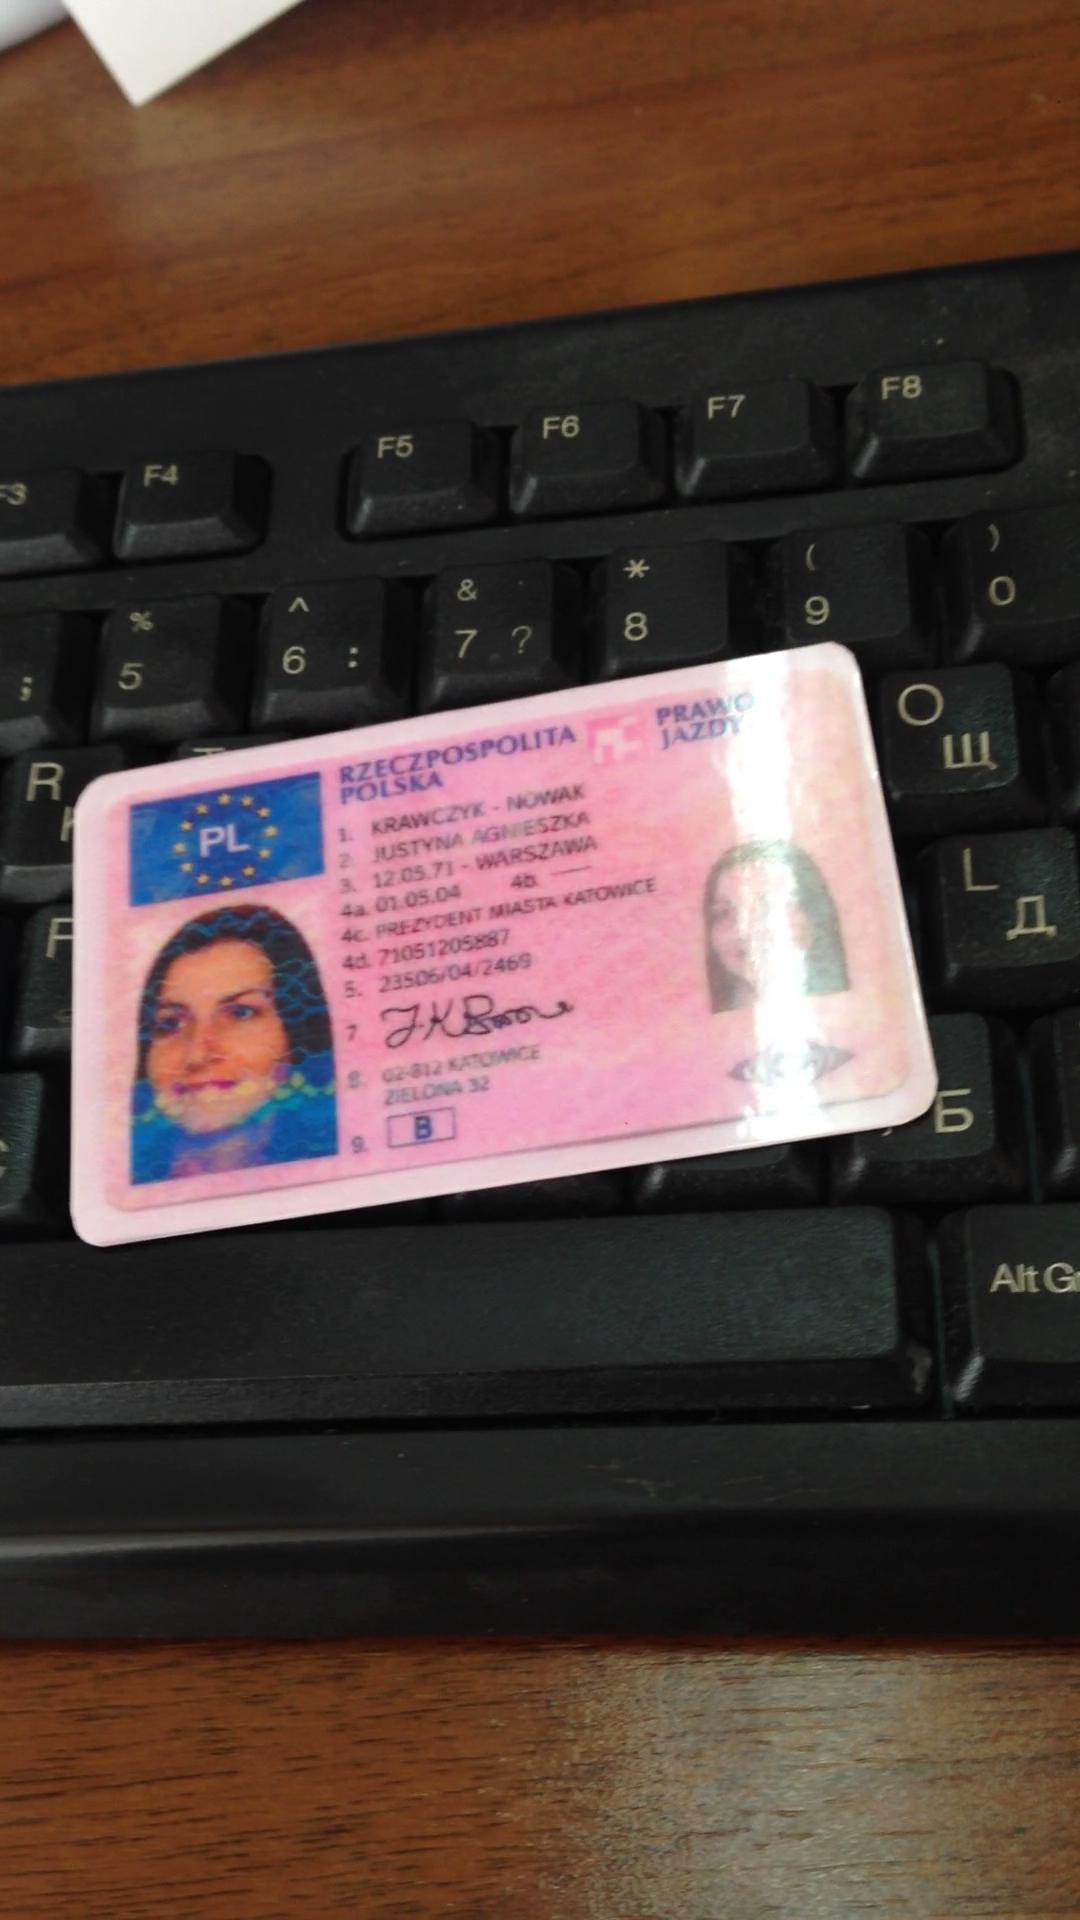 F3
F4
F5
F6
F7
F8
;
%
5
^
6 :
&
7 ?
*
8
(
9
)
0
R
К
О
Щ
L
Д
F
Б
Alt Gr
RZECZPOSPOLITA
POLSKA
PRAWO
JAZDY
PL
1. KRAWCZYK - NOWAK
2. JUSTYNA AGNIESZKA
3. 12.05.71 - WARSZAWA
4a. 01.05.04 4b. —
4c. PREZYDENT MIASTA KATOWICE
4d. 71051205887
5. 23506/04/2469
7
8. 02-812 KATOWICE
ZIELONA 32
9. B